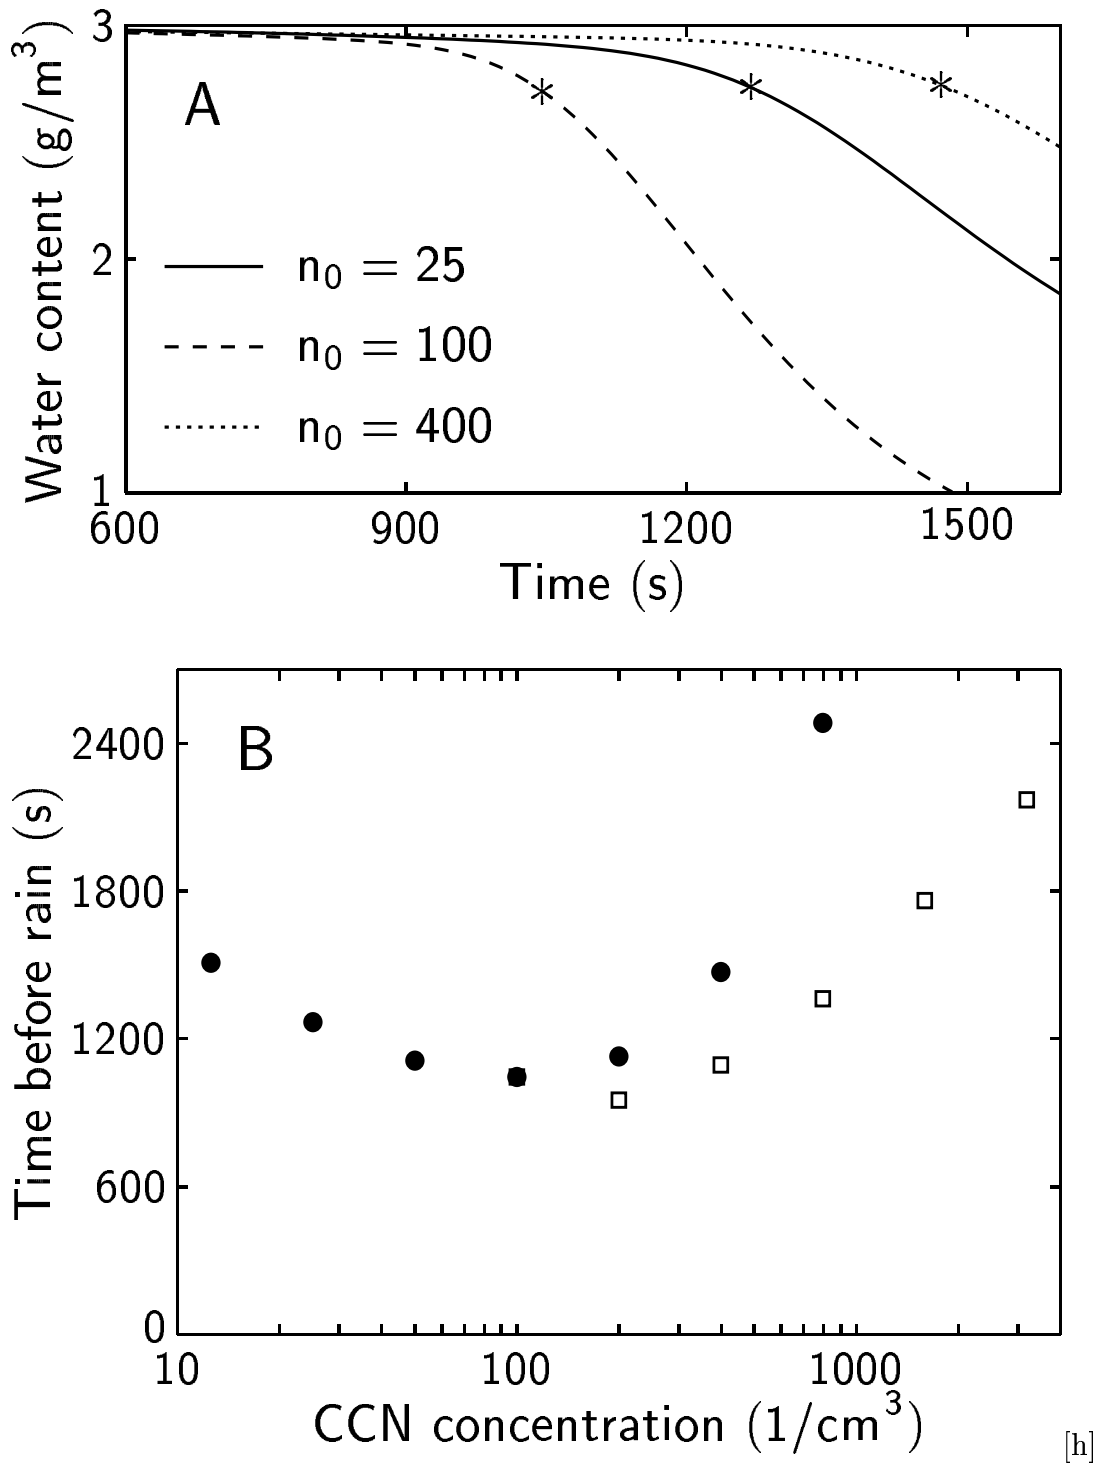 3
A
2
n0 = 25
n0 = 100
n0 = 400
1
Water content (g/m3)
600 900 1200 1500
Time (s)
B
2400
1800
1200
600
0
Time before rain (s)
10 100 1000
CCN concentration (1/cm3)
[h]